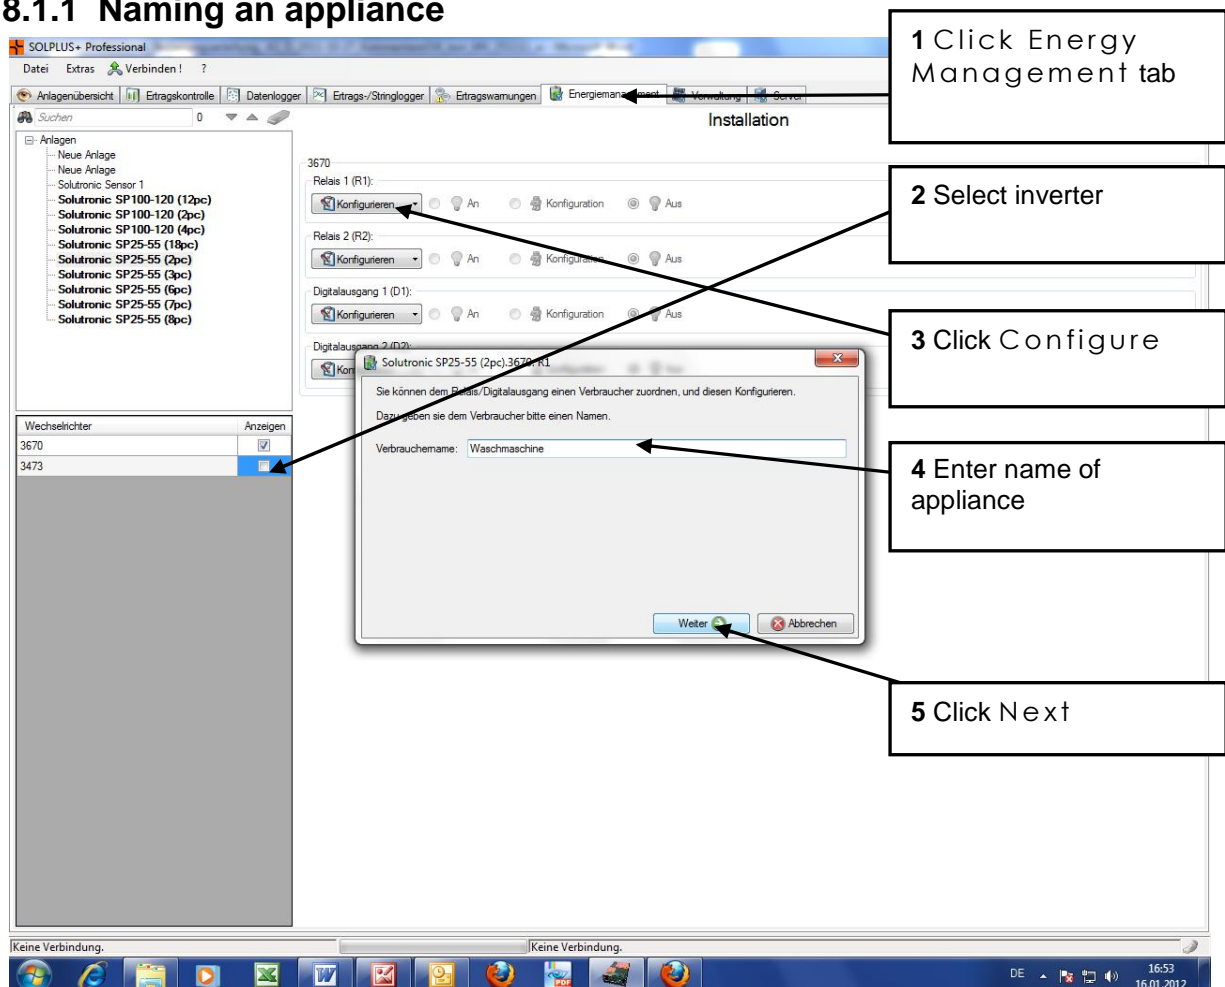 8.1.1 Naming an appliance
SOLPLUS+ Professional
Datei Extras Verbinden! ?
Anlagenübersicht Ertragskontrolle Datenlogger Ertrags-/Stringlogger Ertragswarnungen Energiemanagement Verwaltung Server
Suchen 0
Installation
Anlagen
Neue Anlage
Neue Anlage
Solutronic Sensor 1
Solutronic SP100-120 (12pc)
Solutronic SP100-120 (2pc)
Solutronic SP100-120 (4pc)
Solutronic SP25-55 (18pc)
Solutronic SP25-55 (2pc)
Solutronic SP25-55 (3pc)
Solutronic SP25-55 (6pc)
Solutronic SP25-55 (7pc)
Solutronic SP25-55 (8pc)
3670
Relais 1 (R1):
Konfigurieren An Konfiguration Aus
Relais 2 (R2):
Konfigurieren An Konfiguration Aus
Digitalausgang 1 (D1):
Konfigurieren An Konfiguration Aus
Digitalausgang 2 (D2):
Kon
Wechselrichter Anzeigen
3670
3473
Solutronic SP25-55 (2pc).3670. R1
Sie können dem Relais/Digitalausgang einen Verbraucher zuordnen, und diesen Konfigurieren.
Dazu geben sie dem Verbraucher bitte einen Namen.
Verbrauchername: Waschmaschine
Weiter Abbrechen
1 Click Energy
Management tab
2 Select inverter
3 Click Configure
4 Enter name of
appliance
5 Click Next
Keine Verbindung. Keine Verbindung.
DE 16:53
16.01.2012